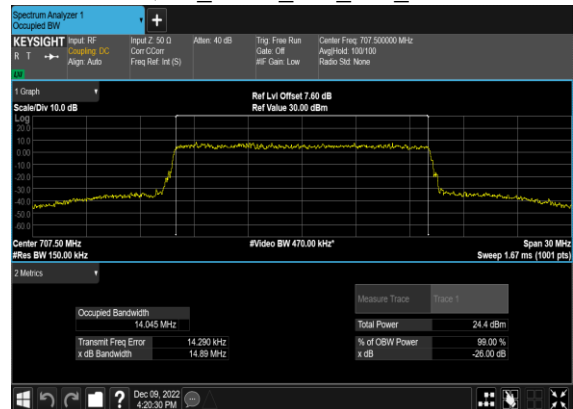 Spectrum Analyzer 1
Occupied BW
+
KEYSIGHT Input: RF Input Z: 50 Ω Atten: 40 dB Trig: Free Run Center Freq: 707.500000 MHz
R T Coupling: DC Corr CCorr Gate: Off Avg|Hold: 100/100
Align: Auto Freq Ref: Int (S) #IF Gain: Low Radio Std: None
1 Graph
Ref Lvl Offset 7.60 dB
Scale/Div 10.0 dB Ref Value 30.00 dBm
Log
20.0
10.0
0.00
-10.0
-20.0
-30.0
-40.0
-50.0
-60.0
Center 707.50 MHz #Video BW 470.00 kHz* Span 30 MHz
#Res BW 150.00 kHz Sweep 1.67 ms (1001 pts)
2 Metrics
Measure Trace Trace 1
Occupied Bandwidth
14.045 MHz Total Power 24.4 dBm
Transmit Freq Error 14.290 kHz % of OBW Power 99.00 %
x dB Bandwidth 14.89 MHz x dB -26.00 dB
? Dec 09, 2022
4:20:30 PM